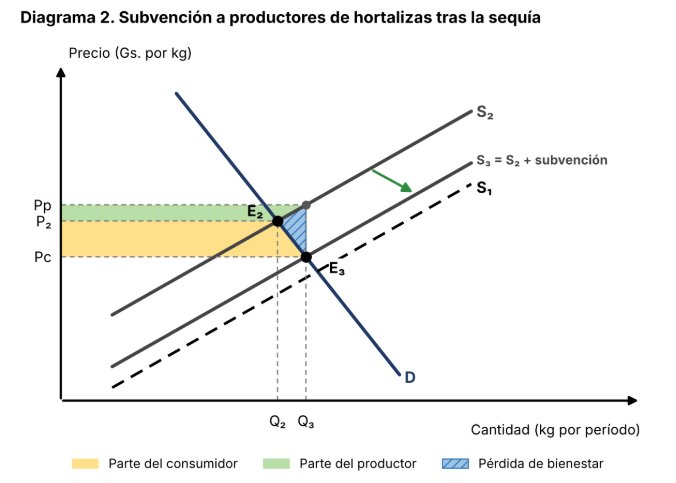 Diagrama 2. Subvención a productores de hortalizas tras la sequía
Precio (Gs. por kg)
S₂
S₃ = S₂ + subvención
S₁
Pp
E₂
P₂
Pc
E₃
D
Q₂ Q₃
Cantidad (kg por período)
Parte del consumidor Parte del productor Pérdida de bienestar